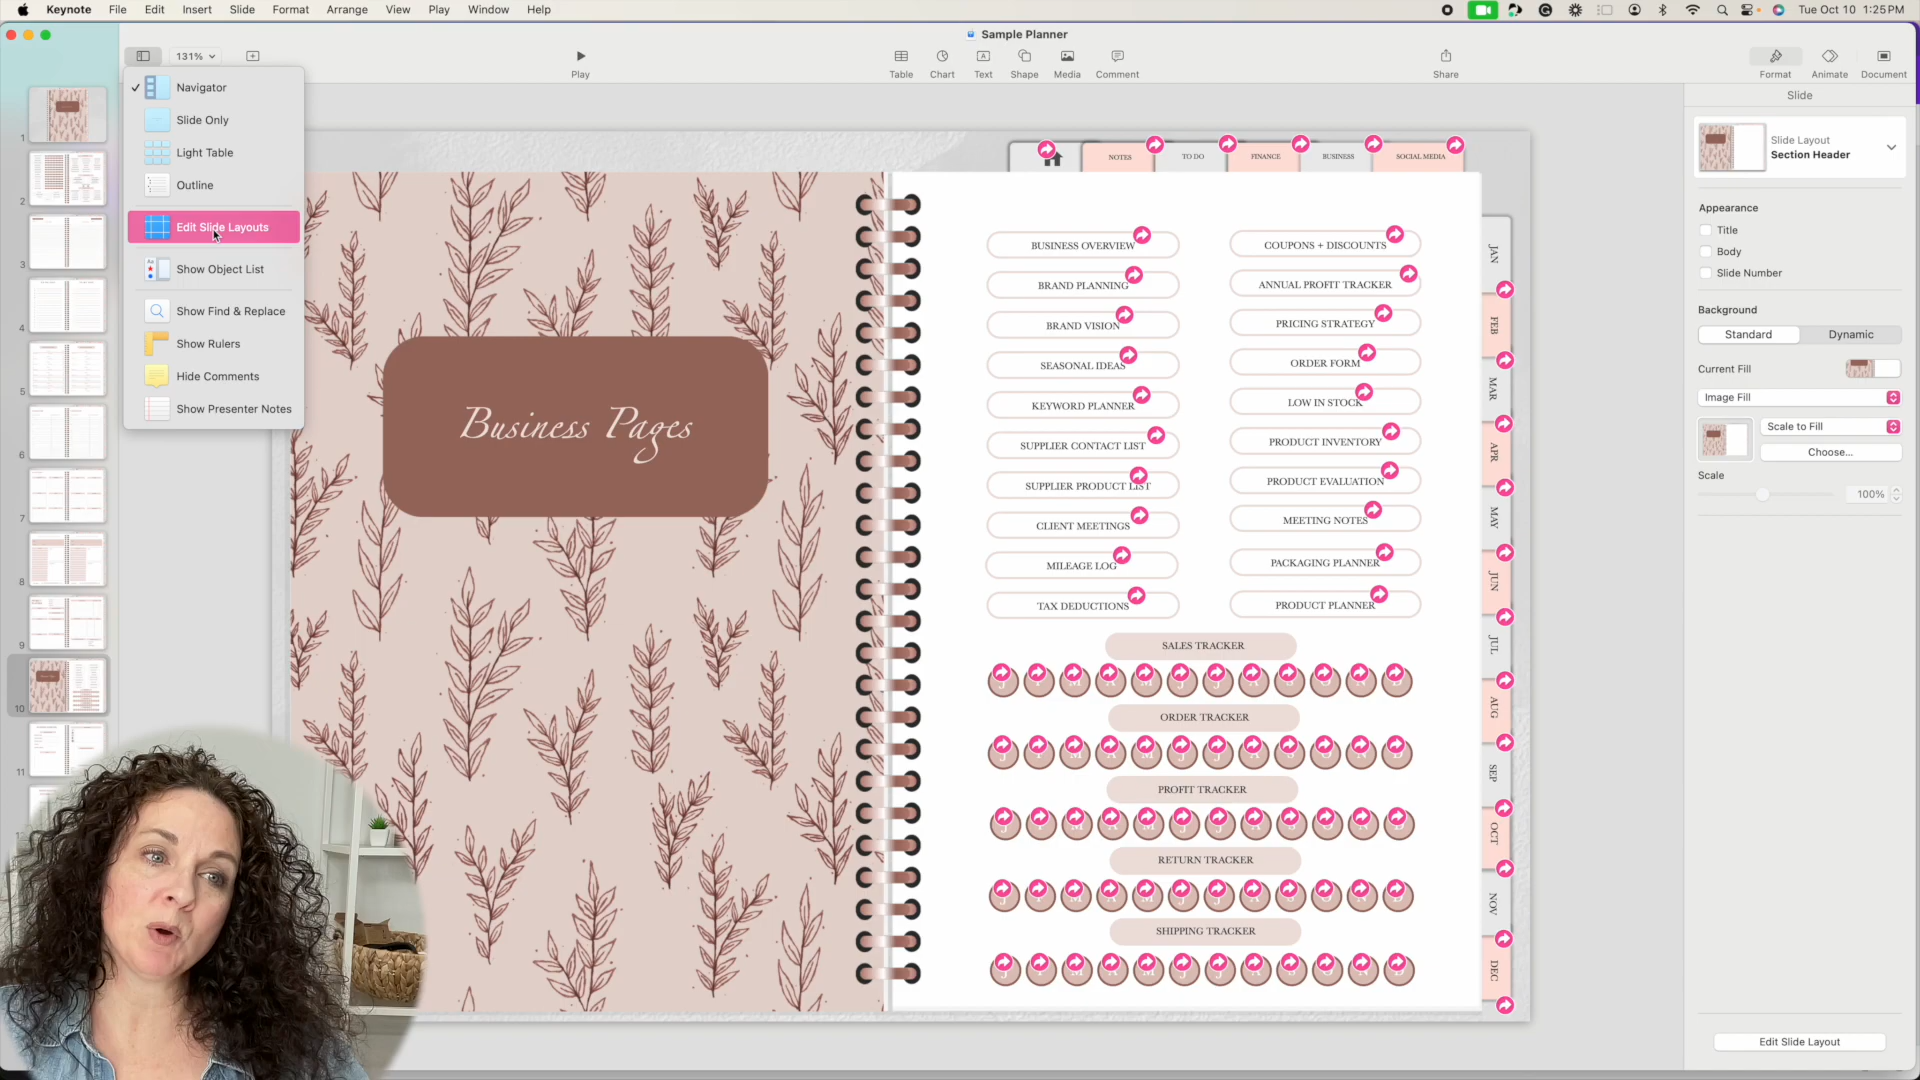 Keynote File Edit Insert Slide Format Arrange View Play Window Help
Tue Oct 10 1:25 PM
Sample Planner
131%
Play
Table Chart Text Shape Media Comment
Share
Format Animate Document
Navigator
Slide Only
Light Table
Outline
Edit Slide Layouts
Show Object List
Show Find & Replace
Show Rulers
Hide Comments
Show Presenter Notes
1
2
3
4
5
6
7
8
9
10
11
NOTES TO DO FINANCE BUSINESS SOCIAL MEDIA
Business Pages
BUSINESS OVERVIEW
BRAND PLANNING
BRAND VISION
SEASONAL IDEAS
KEYWORD PLANNER
SUPPLIER CONTACT LIST
SUPPLIER PRODUCT LIST
CLIENT MEETINGS
MILEAGE LOG
TAX DEDUCTIONS
COUPONS + DISCOUNTS
ANNUAL PROFIT TRACKER
PRICING STRATEGY
ORDER FORM
LOW IN STOCK
PRODUCT INVENTORY
PRODUCT EVALUATION
MEETING NOTES
PACKAGING PLANNER
PRODUCT PLANNER
SALES TRACKER
ORDER TRACKER
PROFIT TRACKER
RETURN TRACKER
SHIPPING TRACKER
JAN
FEB
MAR
APR
MAY
JUN
JUL
AUG
SEP
OCT
NOV
DEC
Slide
Slide Layout
Section Header
Appearance
Title
Body
Slide Number
Background
Standard Dynamic
Current Fill
Image Fill
Scale to Fill
Choose...
Scale
100%
Edit Slide Layout